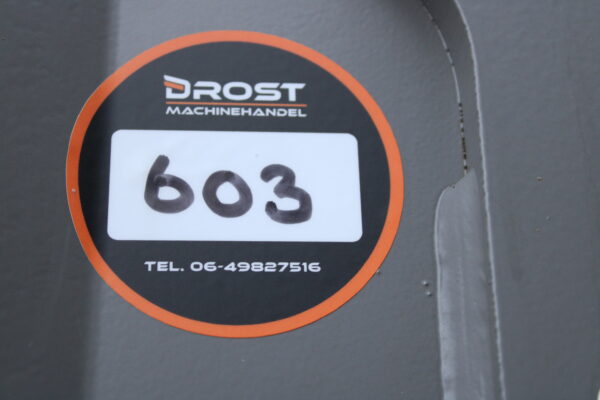 DROST
MACHINEHANDEL
603
TEL. 06-49827516